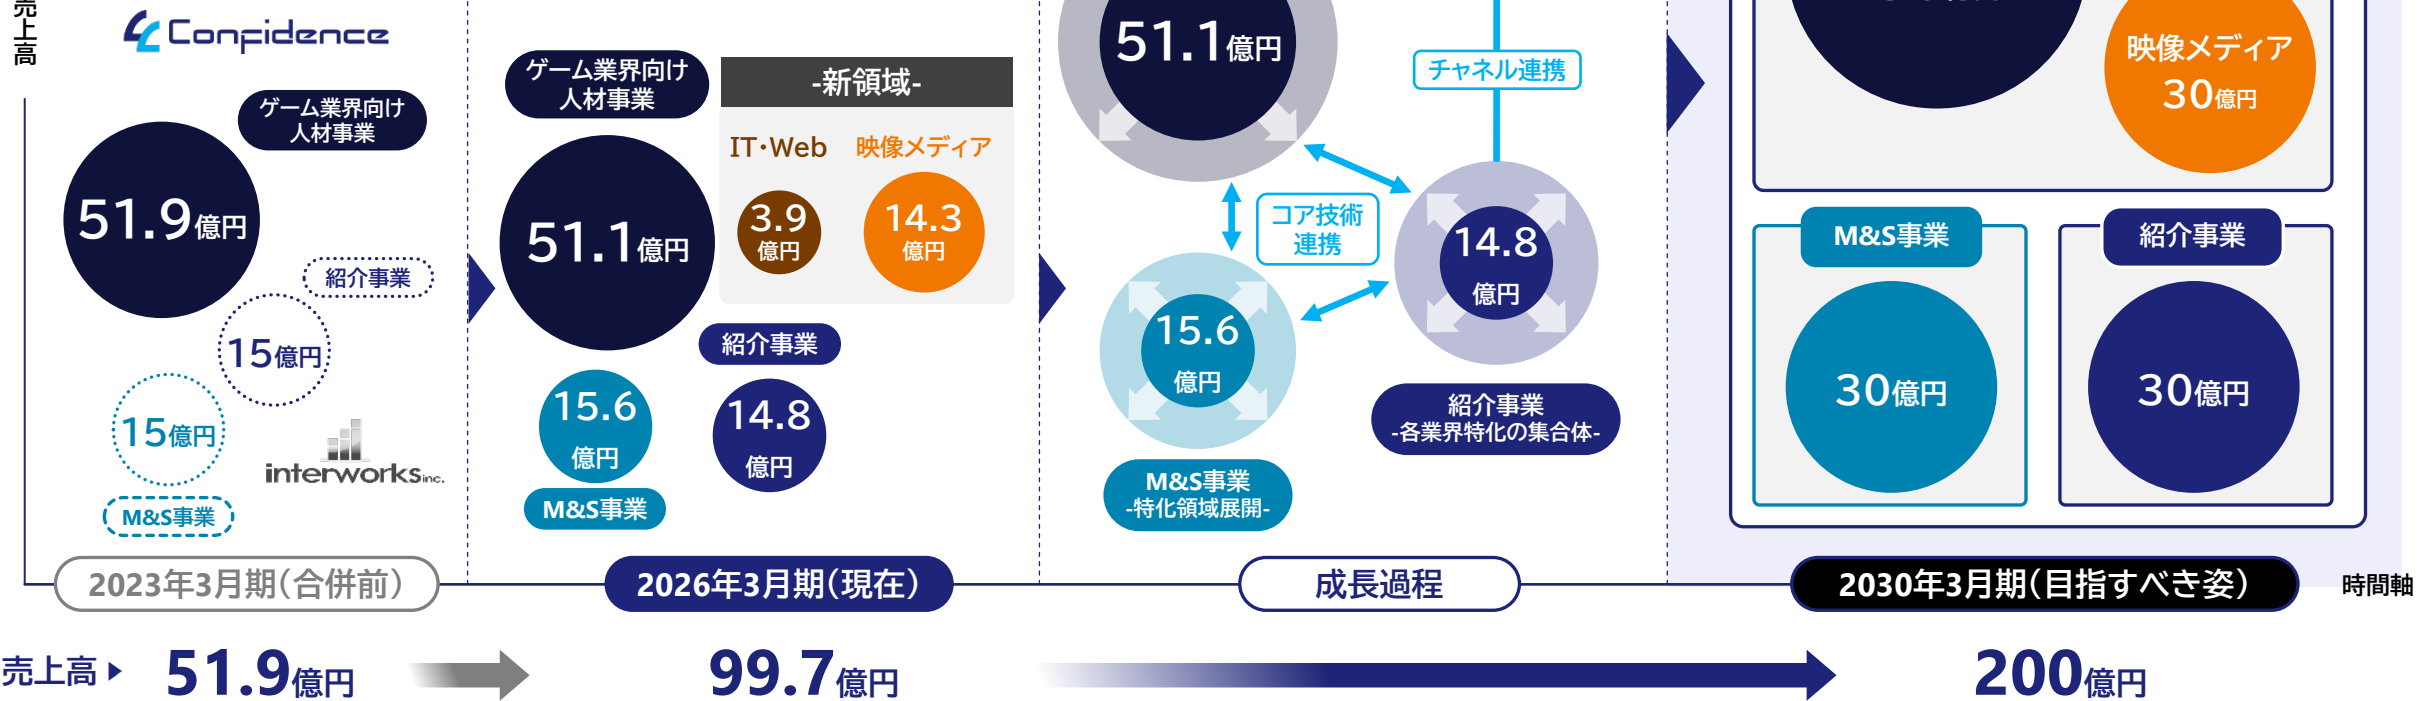 売上高
Confidence
ゲーム業界向け
人材事業
51.9億円
紹介事業
15億円
15億円
interworks inc.
M&S事業
2023年3月期（合併前）
ゲーム業界向け
人材事業
-新領域-
IT・Web
映像メディア
51.1億円
3.9
億円
14.3
億円
紹介事業
15.6
億円
14.8
億円
M&S事業
2026年3月期（現在）
51.1億円
チャネル連携
コア技術
連携
14.8
億円
15.6
億円
紹介事業
-各業界特化の集合体-
M&S事業
-特化領域展開-
成長過程
映像メディア
30億円
M&S事業
紹介事業
30億円
30億円
2030年3月期（目指すべき姿）
時間軸
売上高
51.9億円
99.7億円
200億円